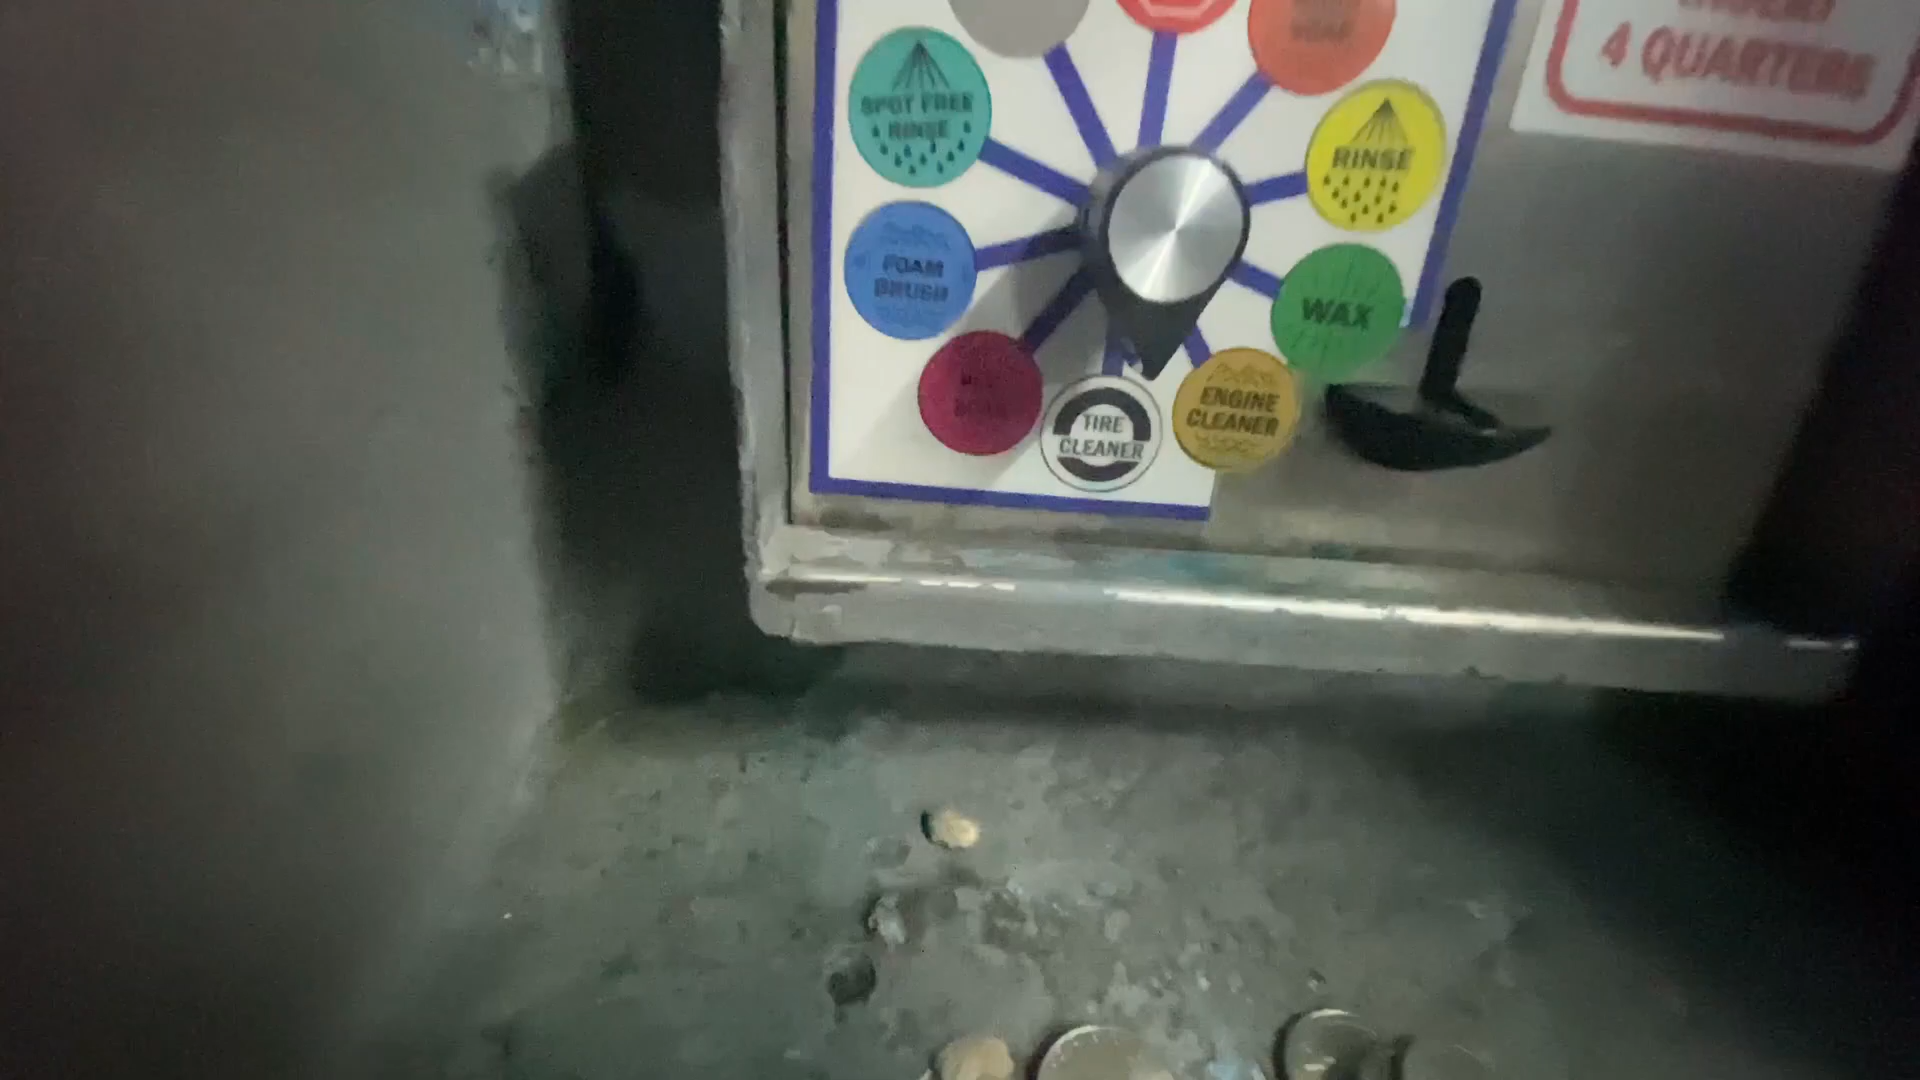 4 QUARTERS
SPOT FREE
RINSE
RINSE
FOAM
BRUSH
WAX
TIRE
CLEANER
ENGINE
CLEANER